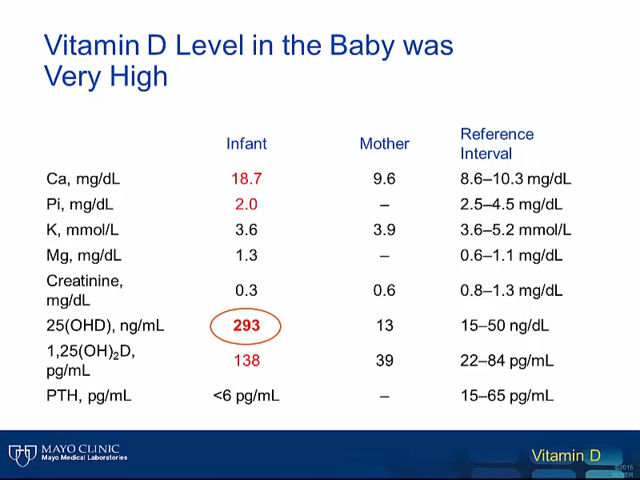 Vitamin D Level in the Baby was
Very High
Infant Mother Reference Interval
Ca, mg/dL 18.7 9.6 8.6–10.3 mg/dL
Pi, mg/dL 2.0 – 2.5–4.5 mg/dL
K, mmol/L 3.6 3.9 3.6–5.2 mmol/L
Mg, mg/dL 1.3 – 0.6–1.1 mg/dL
Creatinine, mg/dL 0.3 0.6 0.8–1.3 mg/dL
25(OHD), ng/mL 293 13 15–50 ng/dL
1,25(OH)₂D, pg/mL 138 39 22–84 pg/mL
PTH, pg/mL <6 pg/mL – 15–65 pg/mL
MAYO CLINIC
Mayo Medical Laboratories
Vitamin D